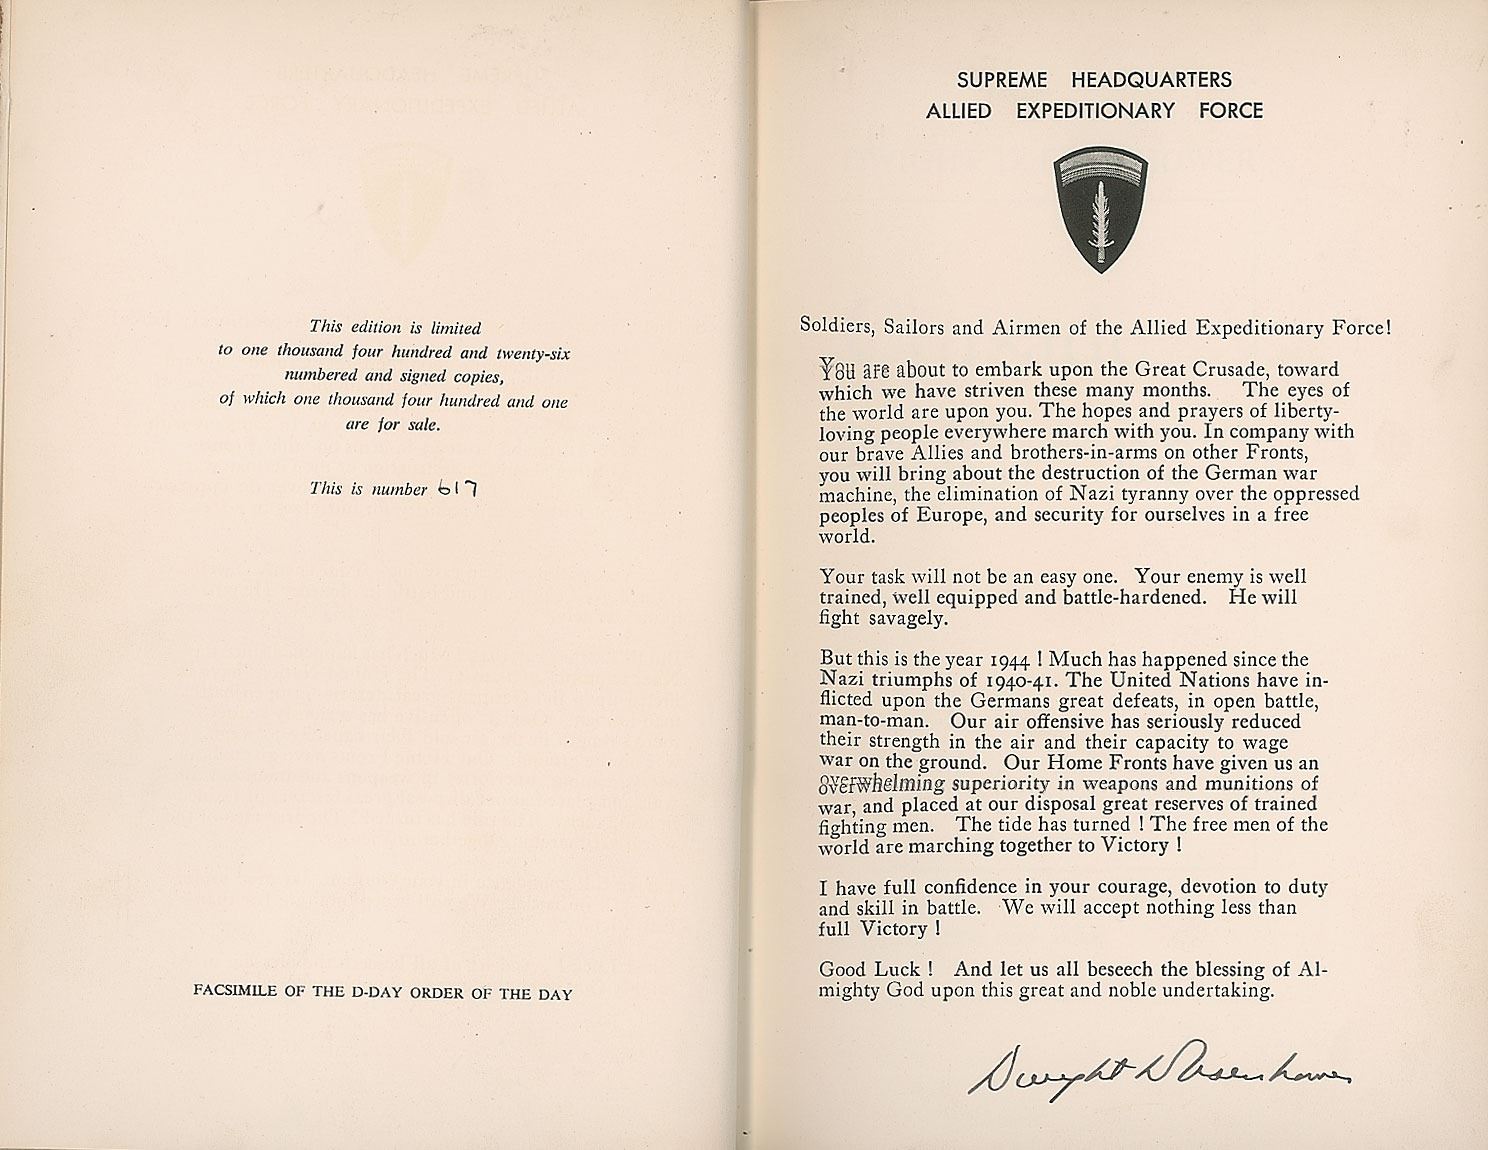 This edition is limited
to one thousand four hundred and twenty-six
numbered and signed copies,
of which one thousand four hundred and one
are for sale.
This is number 617
FACSIMILE OF THE D-DAY ORDER OF THE DAY
SUPREME HEADQUARTERS
ALLIED EXPEDITIONARY FORCE
Soldiers, Sailors and Airmen of the Allied Expeditionary Force!
You are about to embark upon the Great Crusade, toward
which we have striven these many months. The eyes of
the world are upon you. The hopes and prayers of liberty-
loving people everywhere march with you. In company with
our brave Allies and brothers-in-arms on other Fronts,
you will bring about the destruction of the German war
machine, the elimination of Nazi tyranny over the oppressed
peoples of Europe, and security for ourselves in a free
world.
Your task will not be an easy one. Your enemy is well
trained, well equipped and battle-hardened. He will
fight savagely.
But this is the year 1944 ! Much has happened since the
Nazi triumphs of 1940-41. The United Nations have in-
flicted upon the Germans great defeats, in open battle,
man-to-man. Our air offensive has seriously reduced
their strength in the air and their capacity to wage
war on the ground. Our Home Fronts have given us an
overwhelming superiority in weapons and munitions of
war, and placed at our disposal great reserves of trained
fighting men. The tide has turned ! The free men of the
world are marching together to Victory !
I have full confidence in your courage, devotion to duty
and skill in battle. We will accept nothing less than
full Victory !
Good Luck ! And let us all beseech the blessing of Al-
mighty God upon this great and noble undertaking.
Dwight D Eisenhower